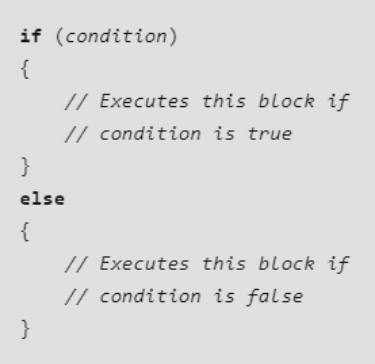 if (condition)
{
    // Executes this block if
    // condition is true
}
else
{
    // Executes this block if
    // condition is false
}